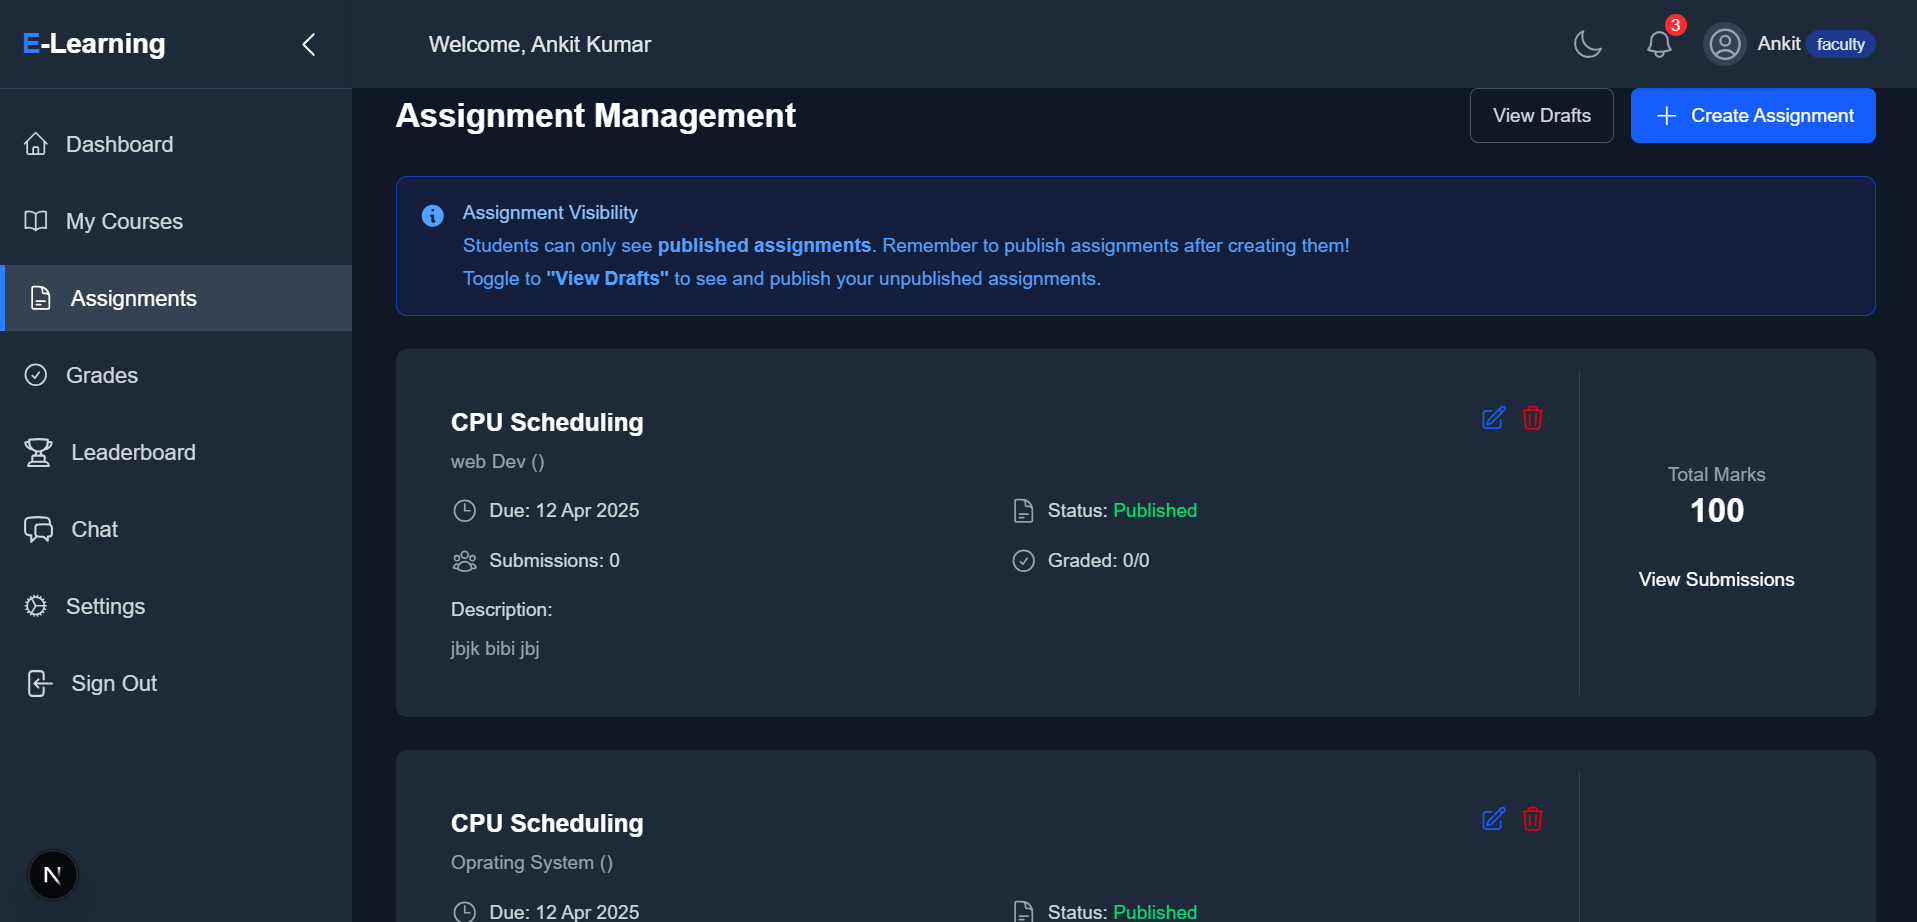 E-Learning
Welcome, Ankit Kumar
3
Ankit
faculty
Dashboard
My Courses
Assignments
Grades
Leaderboard
Chat
Settings
Sign Out
N
Assignment Management
View Drafts
Create Assignment
Assignment Visibility
Students can only see published assignments. Remember to publish assignments after creating them!
Toggle to "View Drafts" to see and publish your unpublished assignments.
CPU Scheduling
web Dev ()
Due: 12 Apr 2025
Status: Published
Submissions: 0
Graded: 0/0
Description:
jbjk bibi jbj
Total Marks
100
View Submissions
CPU Scheduling
Oprating System ()
Due: 12 Apr 2025
Status: Published